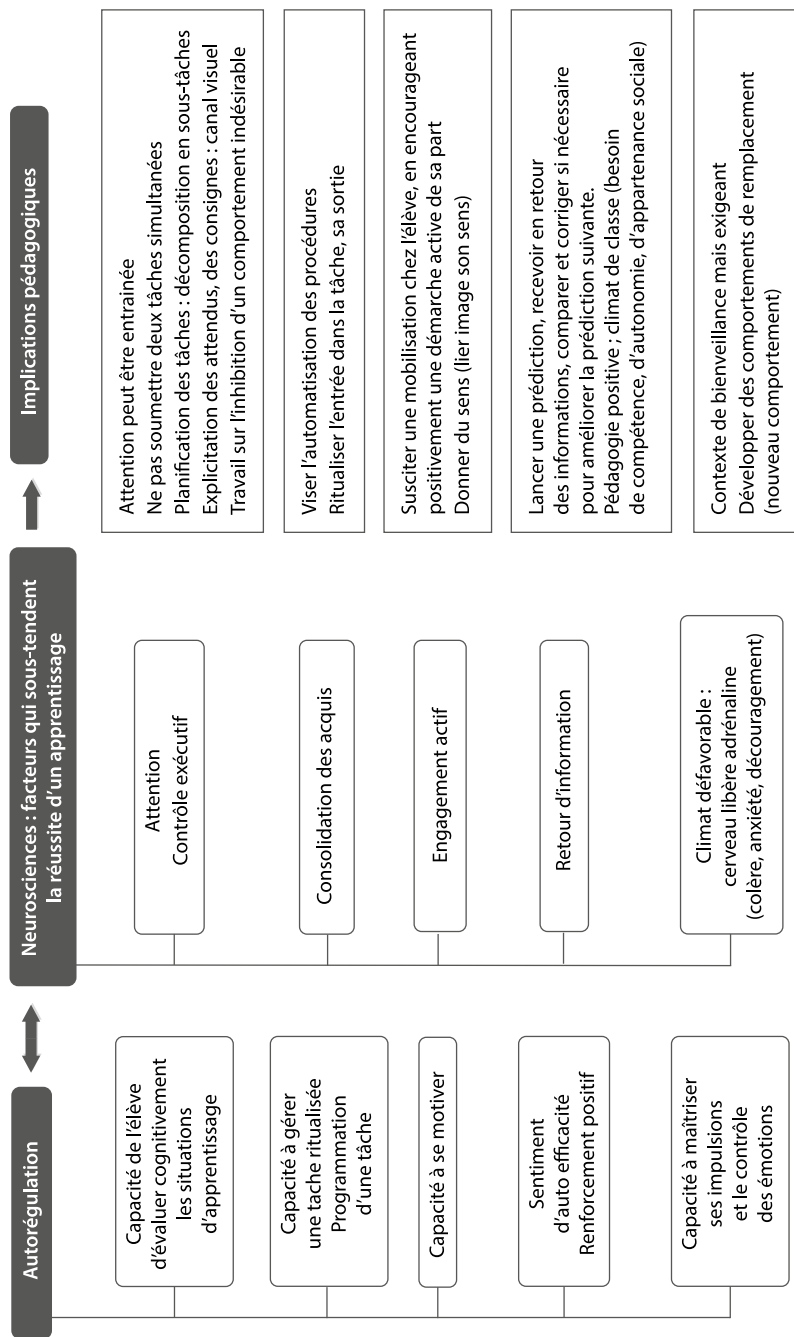 Autorégulation
Capacité de l’élève
d’évaluer cognitivement
les situations
d’apprentissage
Capacité à gérer
une tache ritualisée
Programmation
d’une tâche
Capacité à se motiver
Sentiment
d’auto efficacité
Renforcement positif
Capacité à maîtriser
ses impulsions
et le contrôle
des émotions
Neurosciences : facteurs qui sous-tendent
la réussite d’un apprentissage
Attention
Contrôle exécutif
Consolidation des acquis
Engagement actif
Retour d’information
Climat défavorable :
cerveau libère adrénaline
(colère, anxiété, découragement)
Implications pédagogiques
Attention peut être entrainée
Ne pas soumettre deux tâches simultanées
Planification des tâches : décomposition en sous-tâches
Explicitation des attendus, des consignes : canal visuel
Travail sur l’inhibition d’un comportement indésirable
Viser l’automatisation des procédures
Ritualiser l’entrée dans la tâche, sa sortie
Susciter une mobilisation chez l’élève, en encourageant
positivement une démarche active de sa part
Donner du sens (lier image son sens)
Lancer une prédiction, recevoir en retour
des informations, comparer et corriger si nécessaire
pour améliorer la prédiction suivante.
Pédagogie positive ; climat de classe (besoin
de compétence, d’autonomie, d’appartenance sociale)
Contexte de bienveillance mais exigeant
Développer des comportements de remplacement
(nouveau comportement)